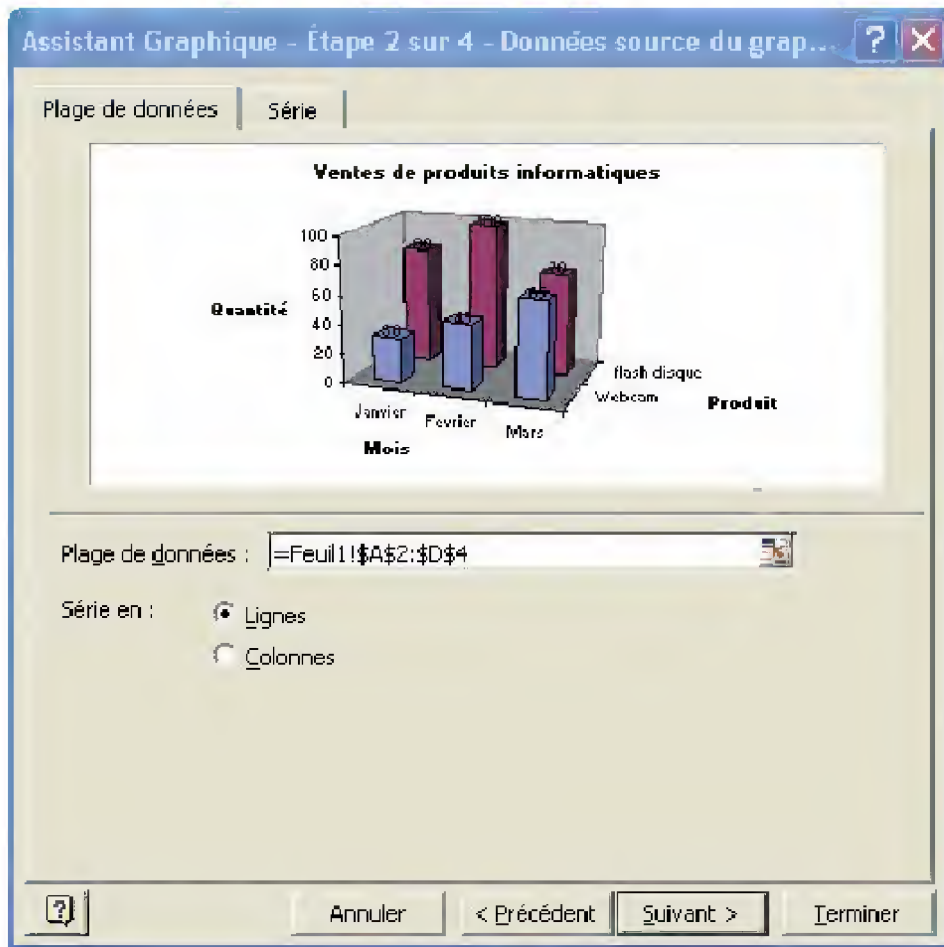 Assistant Graphique - Étape 2 sur 4 - Données source du grap...
Plage de données
Série
Ventes de produits informatiques
100
80
60
40
20
0
Quantité
Janvier
Fevrier
Mars
Mois
flash disque
Webcam
Produit
Plage de données :
=Feuil1!$A$2:$D$4
Série en :
Lignes
Colonnes
Annuler
< Précédent
Suivant >
Terminer